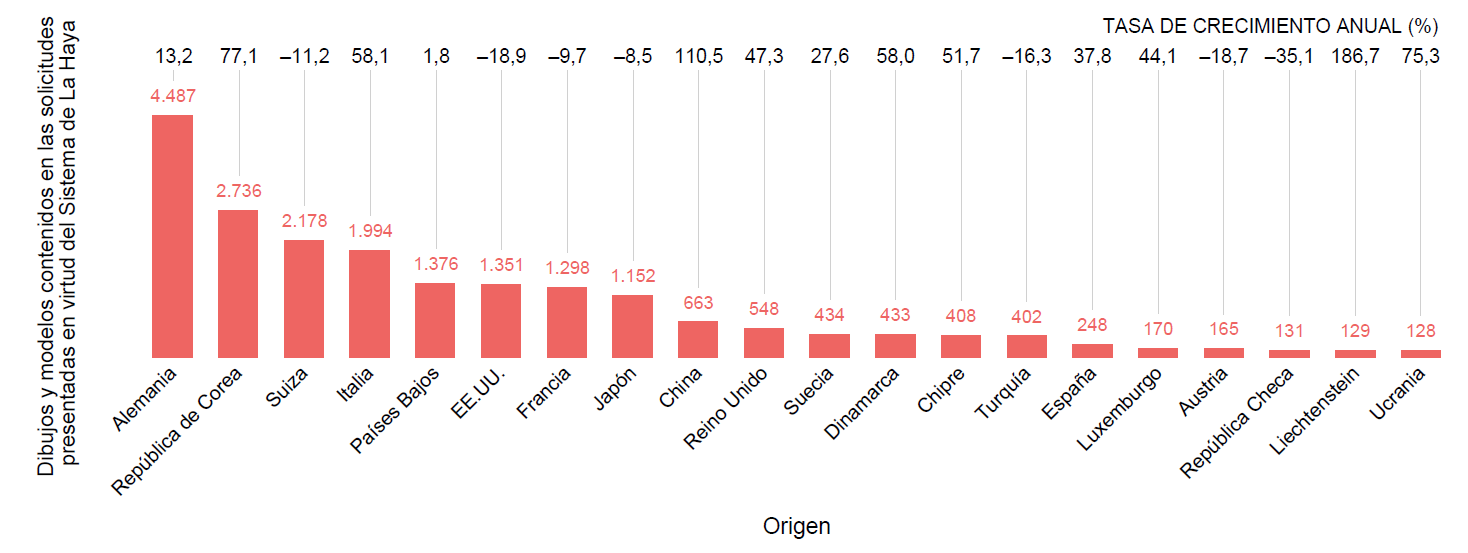 TASA DE CRECIMIENTO ANUAL (%)
13,2 77,1 –11,2 58,1 1,8 –18,9 –9,7 –8,5 110,5 47,3 27,6 58,0 51,7 –16,3 37,8 44,1 –18,7 –35,1 186,7 75,3
Dibujos y modelos contenidos en las solicitudes
presentadas en virtud del Sistema de La Haya
4.487
2.736
2.178
1.994
1.376
1.351
1.298
1.152
663
548
434
433
408
402
248
170
165
131
129
128
Alemania
República de Corea
Suiza
Italia
Países Bajos
EE.UU.
Francia
Japón
China
Reino Unido
Suecia
Dinamarca
Chipre
Turquía
España
Luxemburgo
Austria
República Checa
Liechtenstein
Ucrania
Origen